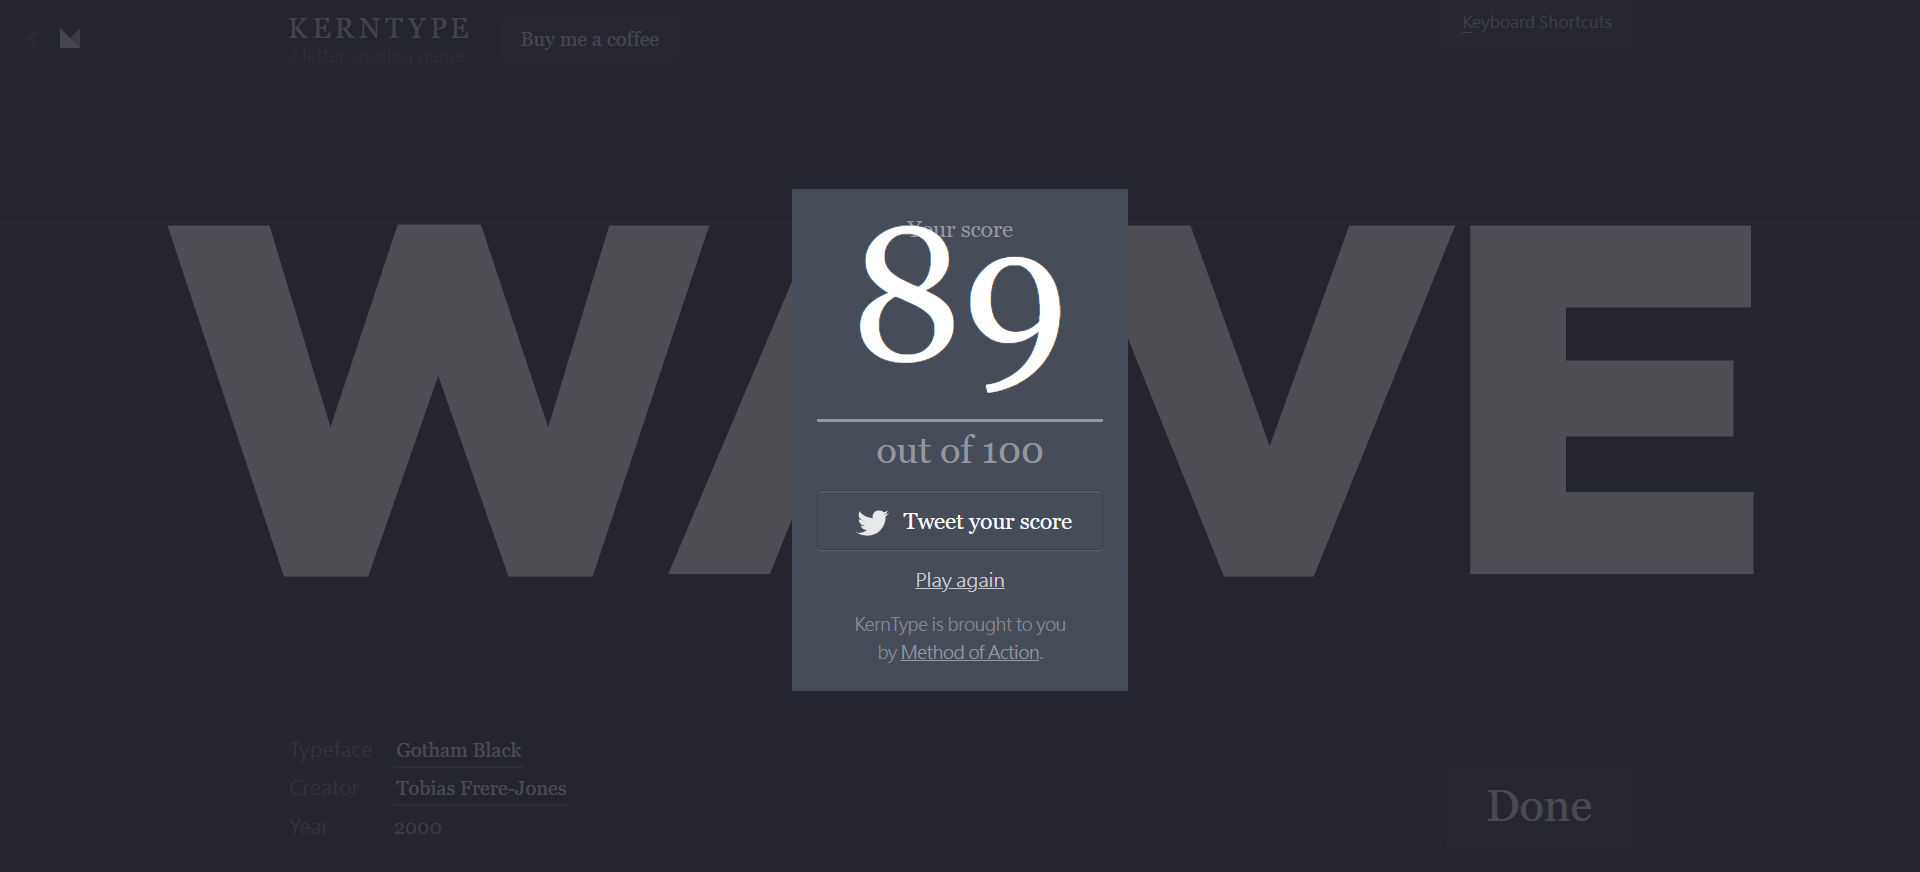 KERNTYPE
a letter spacing game
Buy me a coffee
Keyboard Shortcuts
WAVE
Your score
89
out of 100
Tweet your score
Play again
KernType is brought to you
by Method of Action.
Typeface Gotham Black
Creator Tobias Frere-Jones
Year 2000
Done